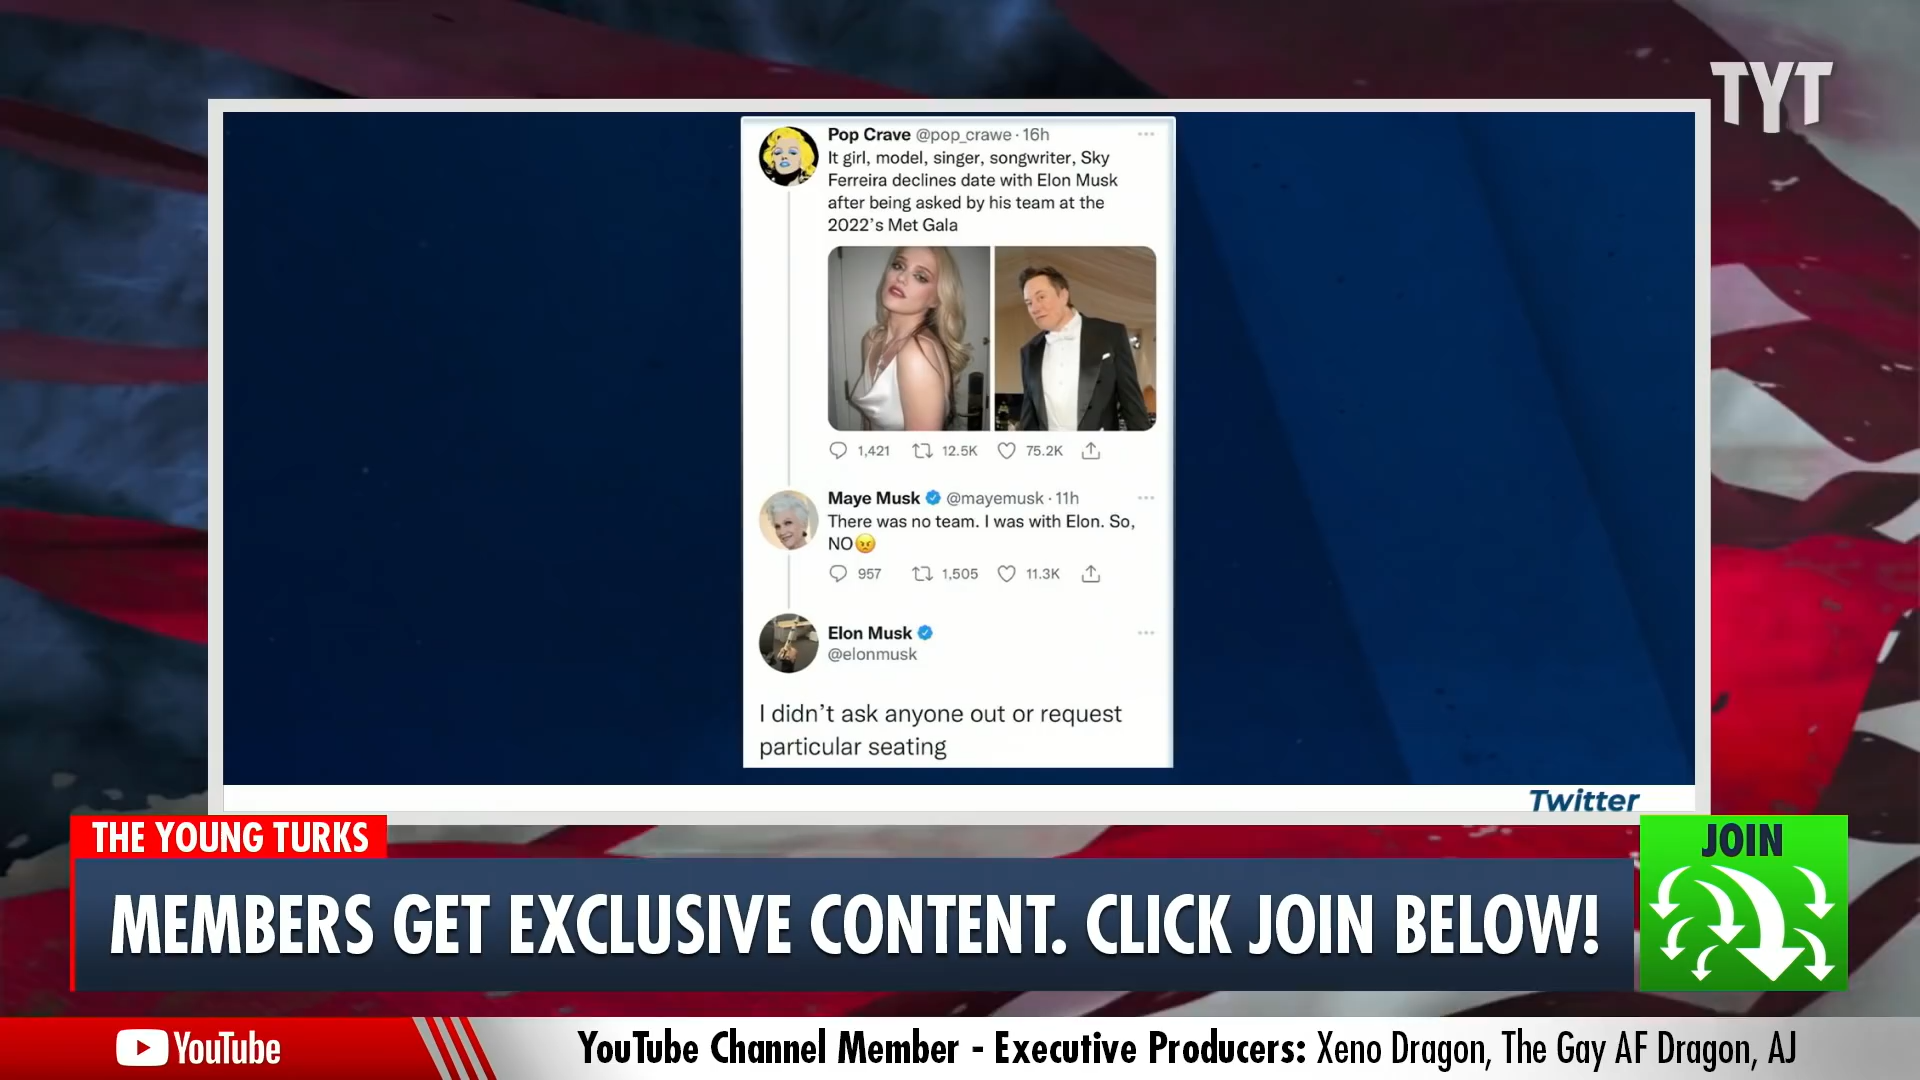 TYT
Pop Crave @pop_crawe · 16h
It girl, model, singer, songwriter, Sky
Ferreira declines date with Elon Musk
after being asked by his team at the
2022's Met Gala
1,421 12.5K 75.2K
Maye Musk @mayemusk · 11h
There was no team. I was with Elon. So,
NO😡
957 1,505 11.3K
Elon Musk
@elonmusk
I didn't ask anyone out or request
particular seating
Twitter
THE YOUNG TURKS
MEMBERS GET EXCLUSIVE CONTENT. CLICK JOIN BELOW!
JOIN
YouTube
YouTube Channel Member - Executive Producers: Xeno Dragon, The Gay AF Dragon, AJ